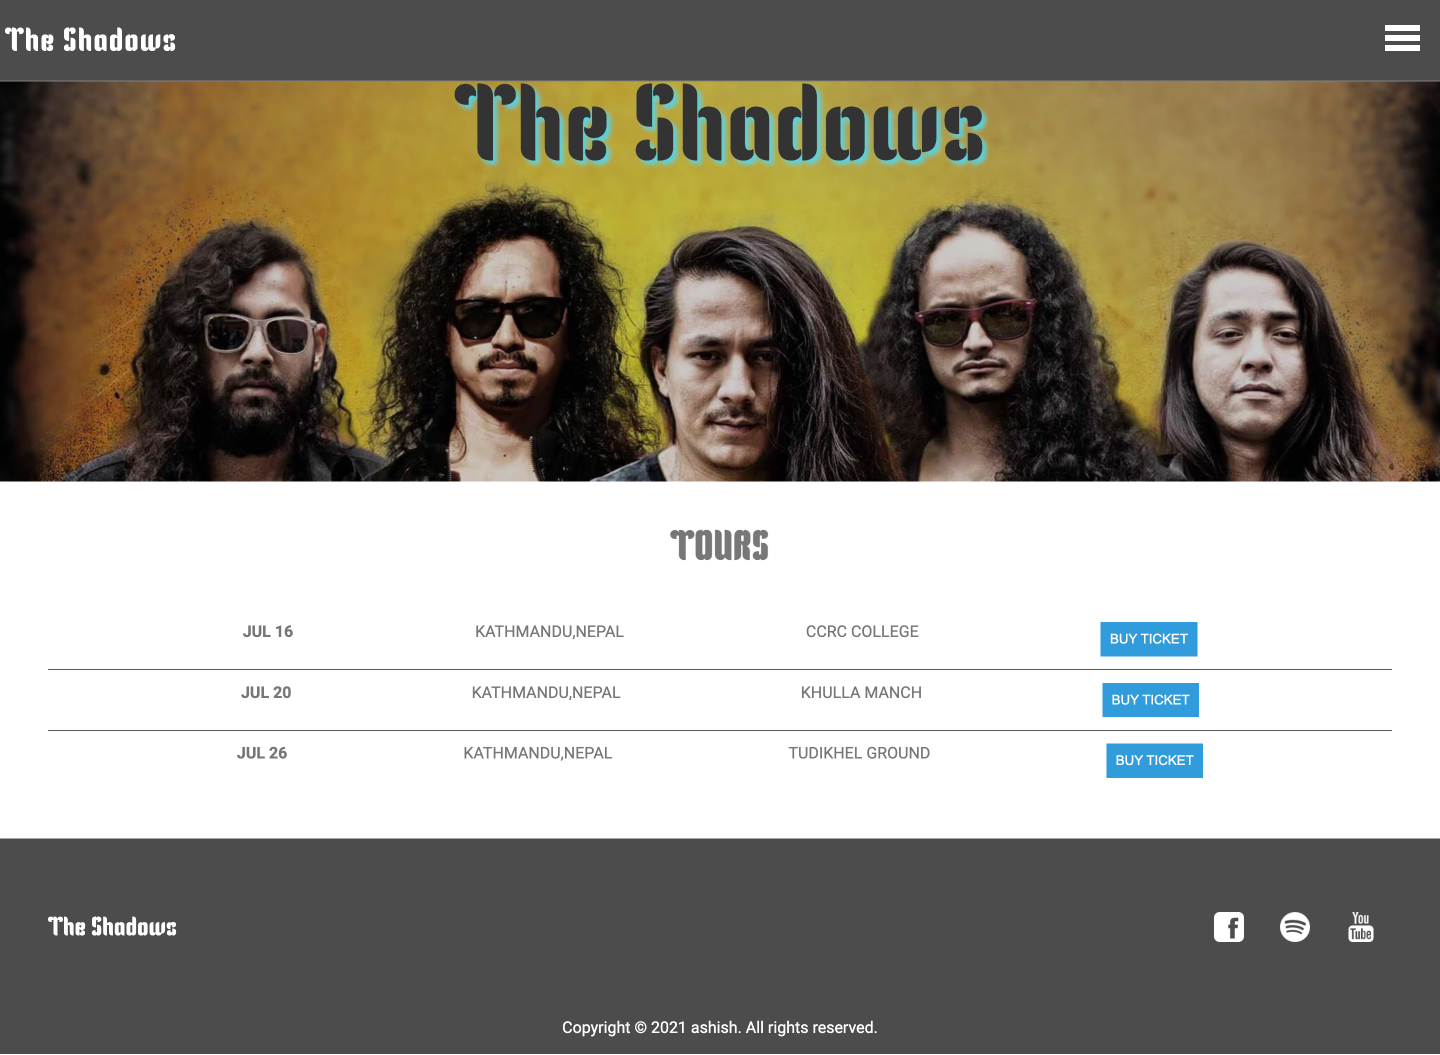 The Shadows
The Shadows
TOURS
JUL 16 KATHMANDU,NEPAL CCRC COLLEGE BUY TICKET
JUL 20 KATHMANDU,NEPAL KHULLA MANCH BUY TICKET
JUL 26 KATHMANDU,NEPAL TUDIKHEL GROUND BUY TICKET
The Shadows
You
Tube
Copyright © 2021 ashish. All rights reserved.